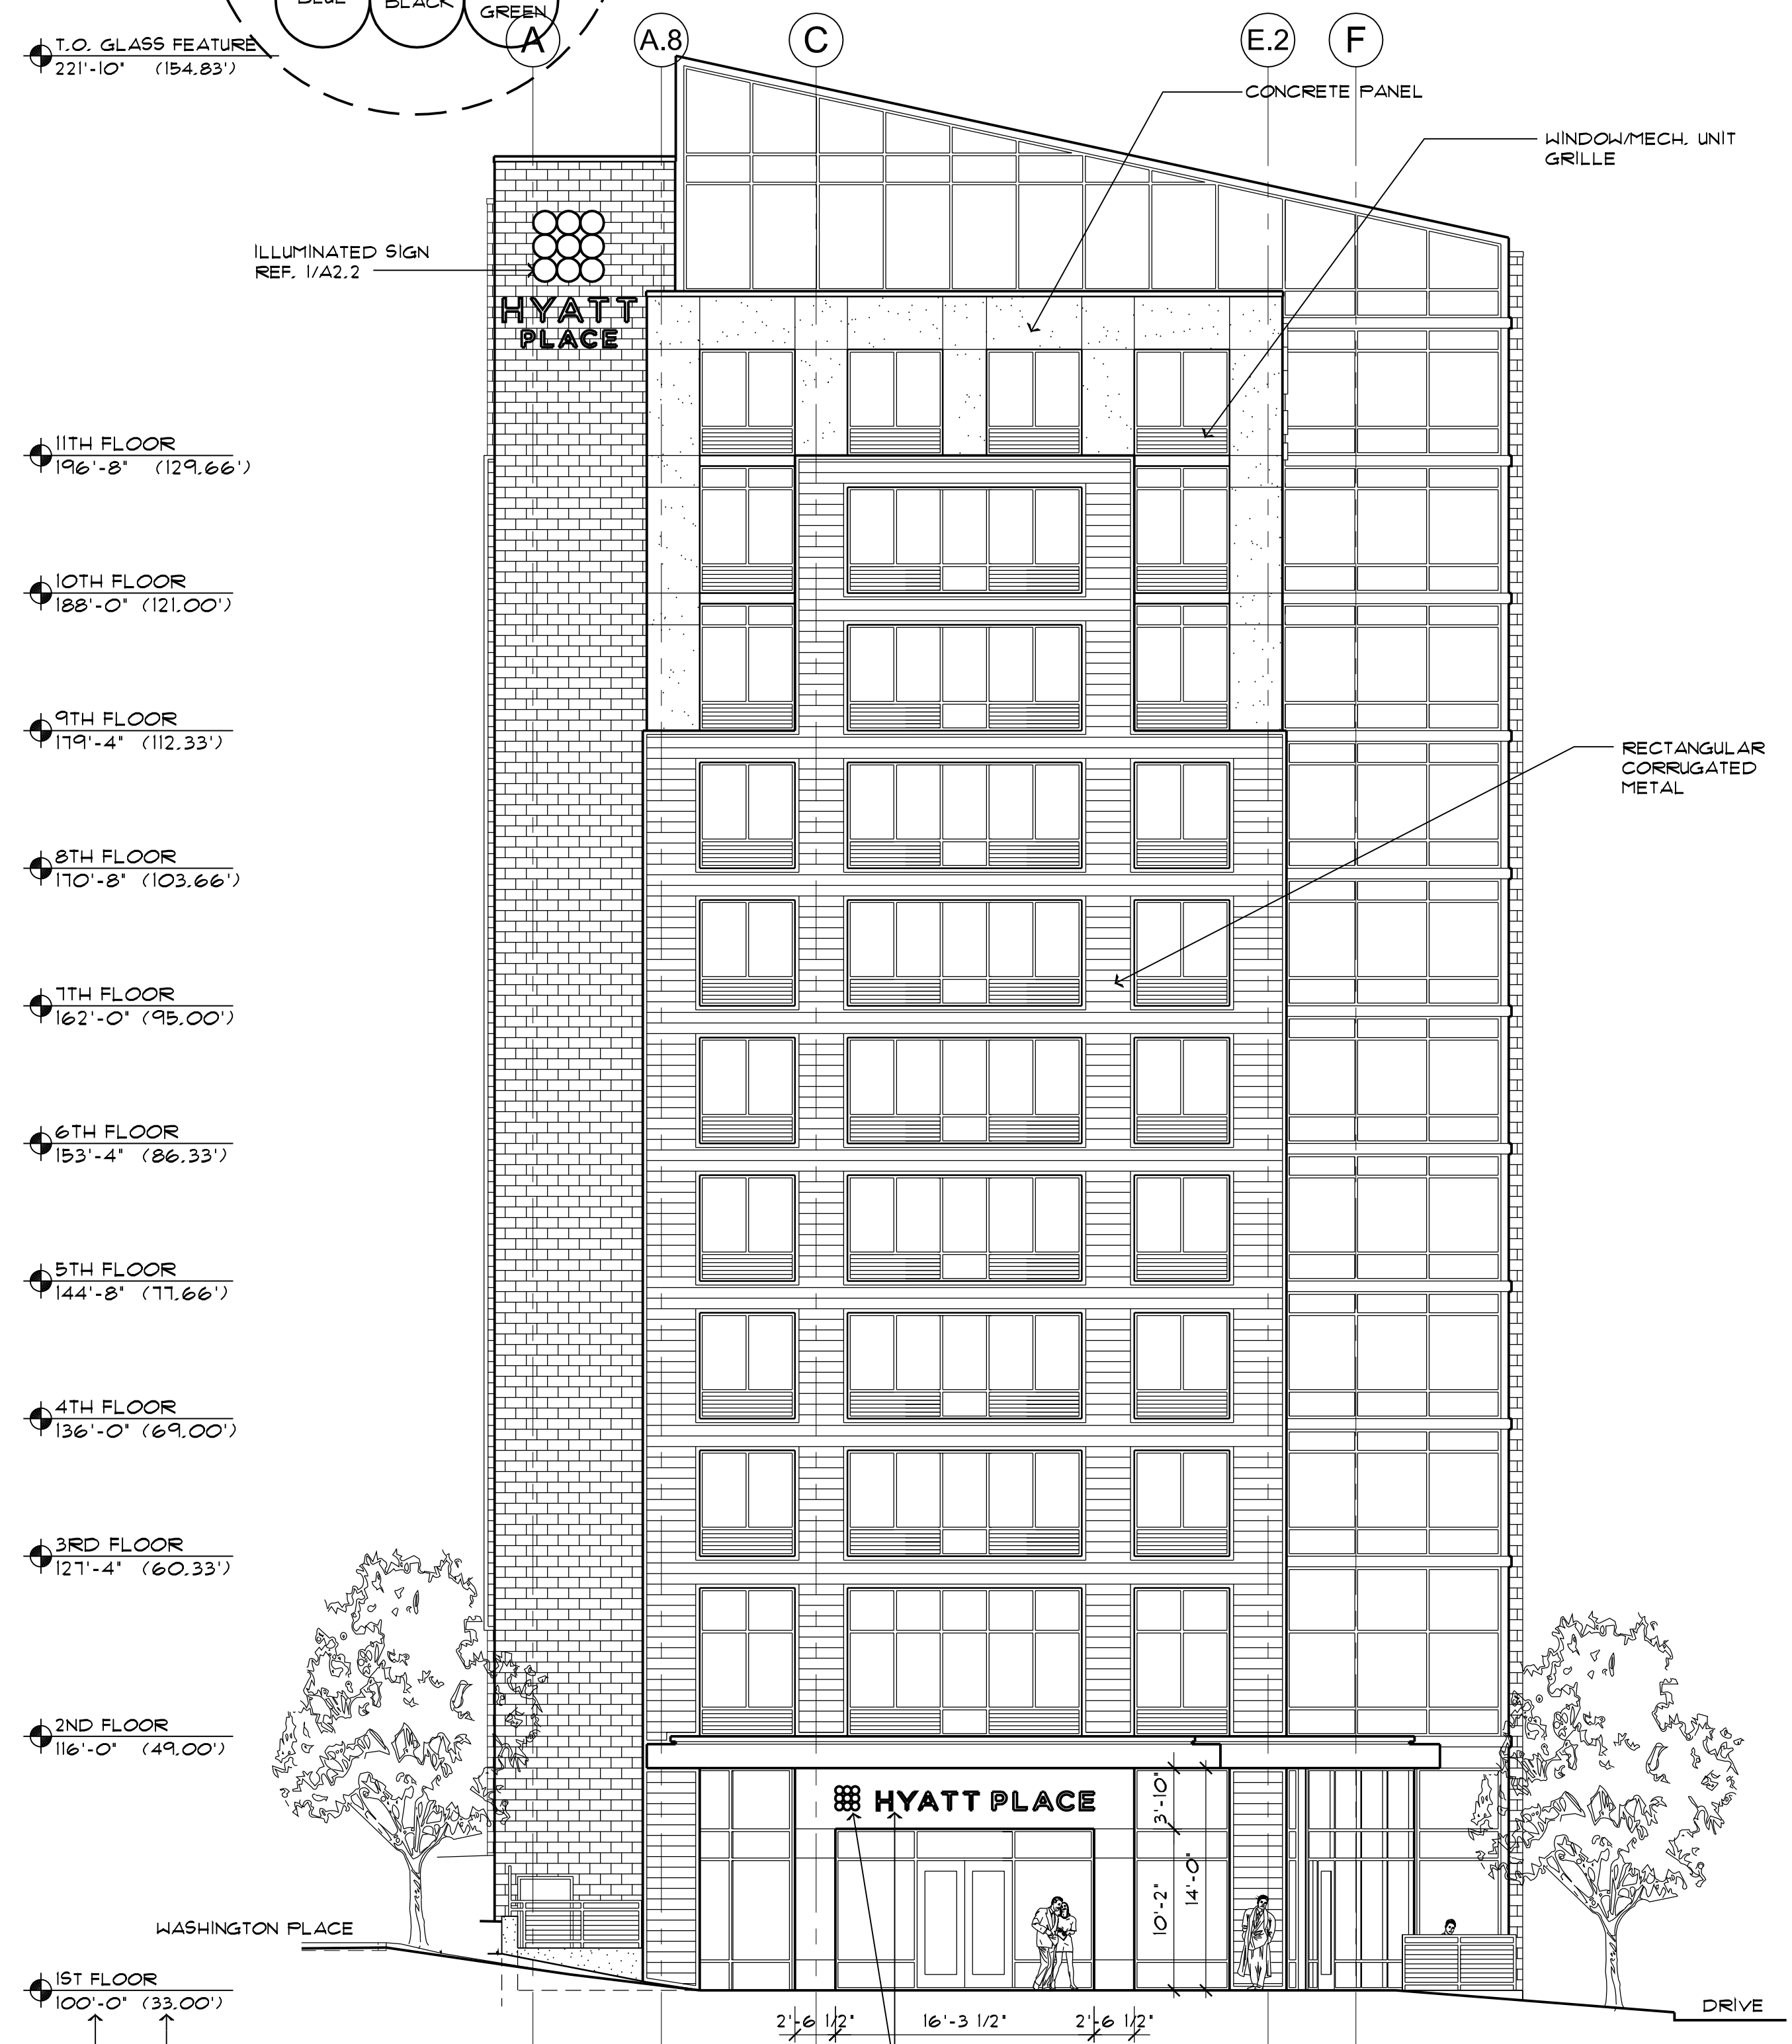 BLUE
BLACK
GREEN
A
A.8
C
E.2
F
T.O. GLASS FEATURE
221'-10" (154.83')
CONCRETE PANEL
WINDOW/MECH. UNIT
GRILLE
ILLUMINATED SIGN
REF. 1/A2.2
HYATT
PLACE
11TH FLOOR
196'-8" (129.66')
10TH FLOOR
188'-0" (121.00')
9TH FLOOR
179'-4" (112.33')
RECTANGULAR
CORRUGATED
METAL
8TH FLOOR
170'-8" (103.66')
7TH FLOOR
162'-0" (95.00')
6TH FLOOR
153'-4" (86.33')
5TH FLOOR
144'-8" (77.66')
4TH FLOOR
136'-0" (69.00')
3RD FLOOR
127'-4" (60.33')
2ND FLOOR
116'-0" (49.00')
HYATT PLACE
3'-10"
10'-2"
14'-0"
WASHINGTON PLACE
1ST FLOOR
100'-0" (33.00')
DRIVE
2'-6 1/2" 16'-3 1/2" 2'-6 1/2"